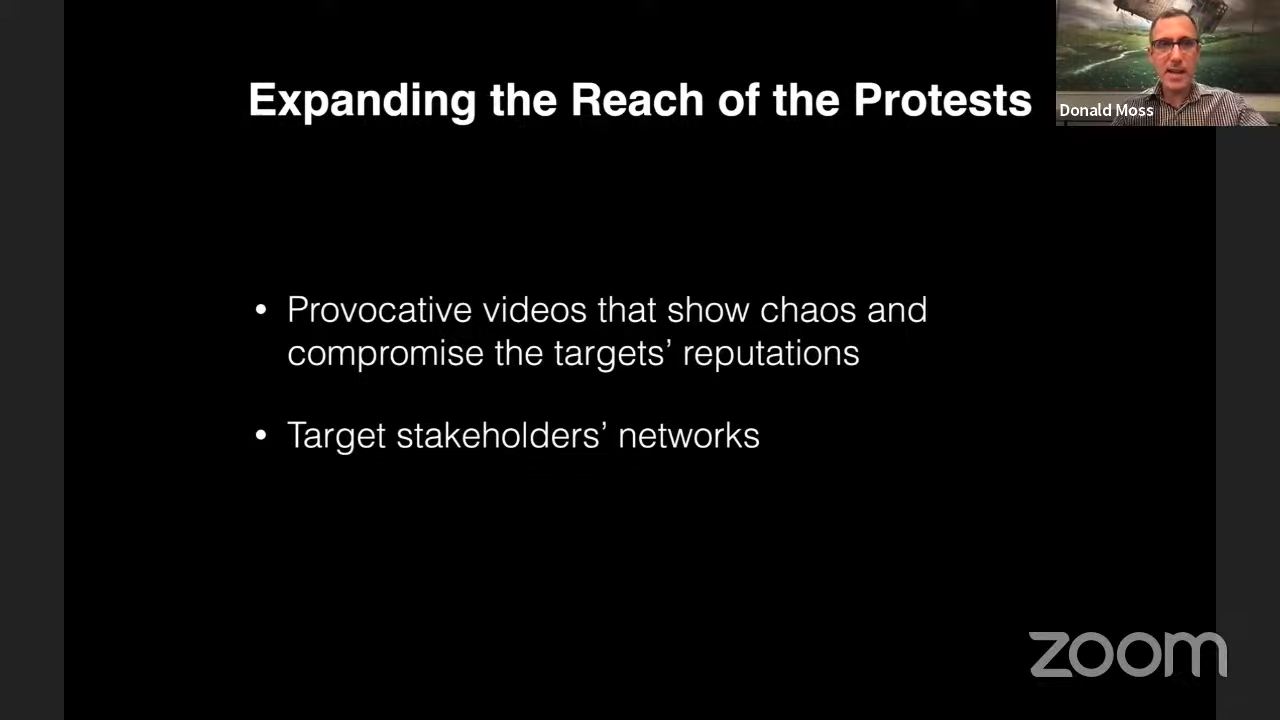 Expanding the Reach of the Protests
Donald Moss
• Provocative videos that show chaos and
compromise the targets’ reputations
• Target stakeholders’ networks
zoom